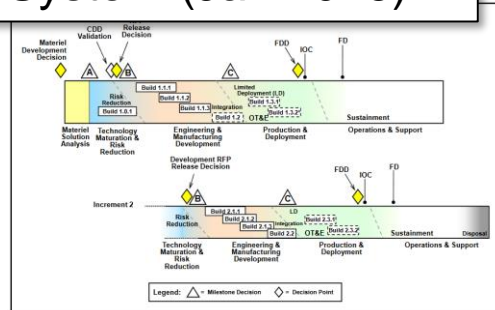 CDD
Validation
Release
Decision
Materiel
Development
Decision
FDD
IOC
FD
A
B
C
Build 1.1.1
Build 1.1.2
Build 1.1.3
Risk
Reduction
Build 1.0.1
Integration
Build 1.2
Limited
Deployment (LD)
Build 1.3.1
Build 1.3.2
OT&E
Sustainment
Materiel
Solution
Analysis
Technology
Maturation &
Risk
Reduction
Engineering &
Manufacturing
Development
Production &
Deployment
Operations & Support
Development RFP
Release Decision
FDD
IOC
FD
Increment 2
B
C
Risk
Reduction
Build 2.1.1
Build 2.1.2
Build 2.1.3
Integration
Build 2.2
LD
Build 2.3.1
Build 2.3.2
OT&E
Sustainment
Disposal
Technology
Maturation &
Risk
Reduction
Engineering &
Manufacturing
Development
Production &
Deployment
Operations & Support
Legend: = Milestone Decision = Decision Point